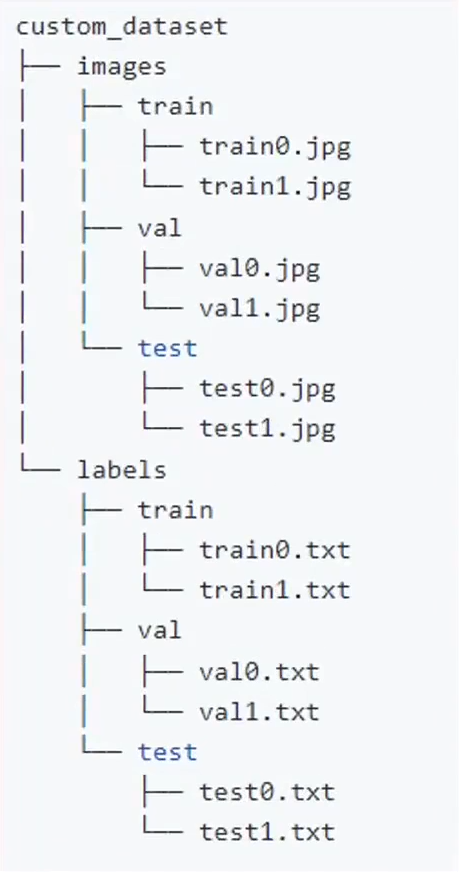 custom_dataset
├── images
│   ├── train
│   │   ├── train0.jpg
│   │   └── train1.jpg
│   ├── val
│   │   ├── val0.jpg
│   │   └── val1.jpg
│   └── test
│       ├── test0.jpg
│       └── test1.jpg
└── labels
    ├── train
    │   ├── train0.txt
    │   └── train1.txt
    ├── val
    │   ├── val0.txt
    │   └── val1.txt
    └── test
        ├── test0.txt
        └── test1.txt